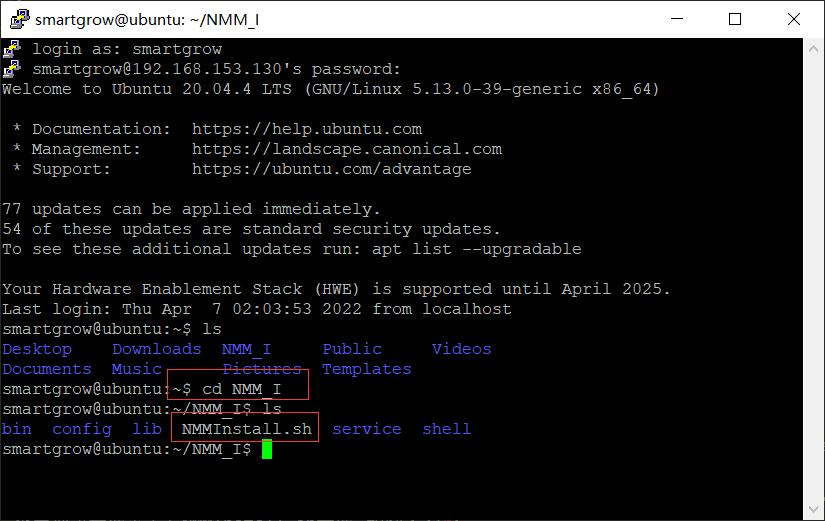 smartgrow@ubuntu: ~/NMM_I
login as: smartgrow
smartgrow@192.168.153.130's password:
Welcome to Ubuntu 20.04.4 LTS (GNU/Linux 5.13.0-39-generic x86_64)
* Documentation: https://help.ubuntu.com
* Management: https://landscape.canonical.com
* Support: https://ubuntu.com/advantage
77 updates can be applied immediately.
54 of these updates are standard security updates.
To see these additional updates run: apt list --upgradable
Your Hardware Enablement Stack (HWE) is supported until April 2025.
Last login: Thu Apr  7 02:03:53 2022 from localhost
smartgrow@ubuntu:~$ ls
Desktop Downloads NMM_I Public Videos
Documents Music Pictures Templates
smartgrow@ubuntu:~$ cd NMM_I
smartgrow@ubuntu:~/NMM_I$ ls
bin config lib NMMInstall.sh service shell
smartgrow@ubuntu:~/NMM_I$